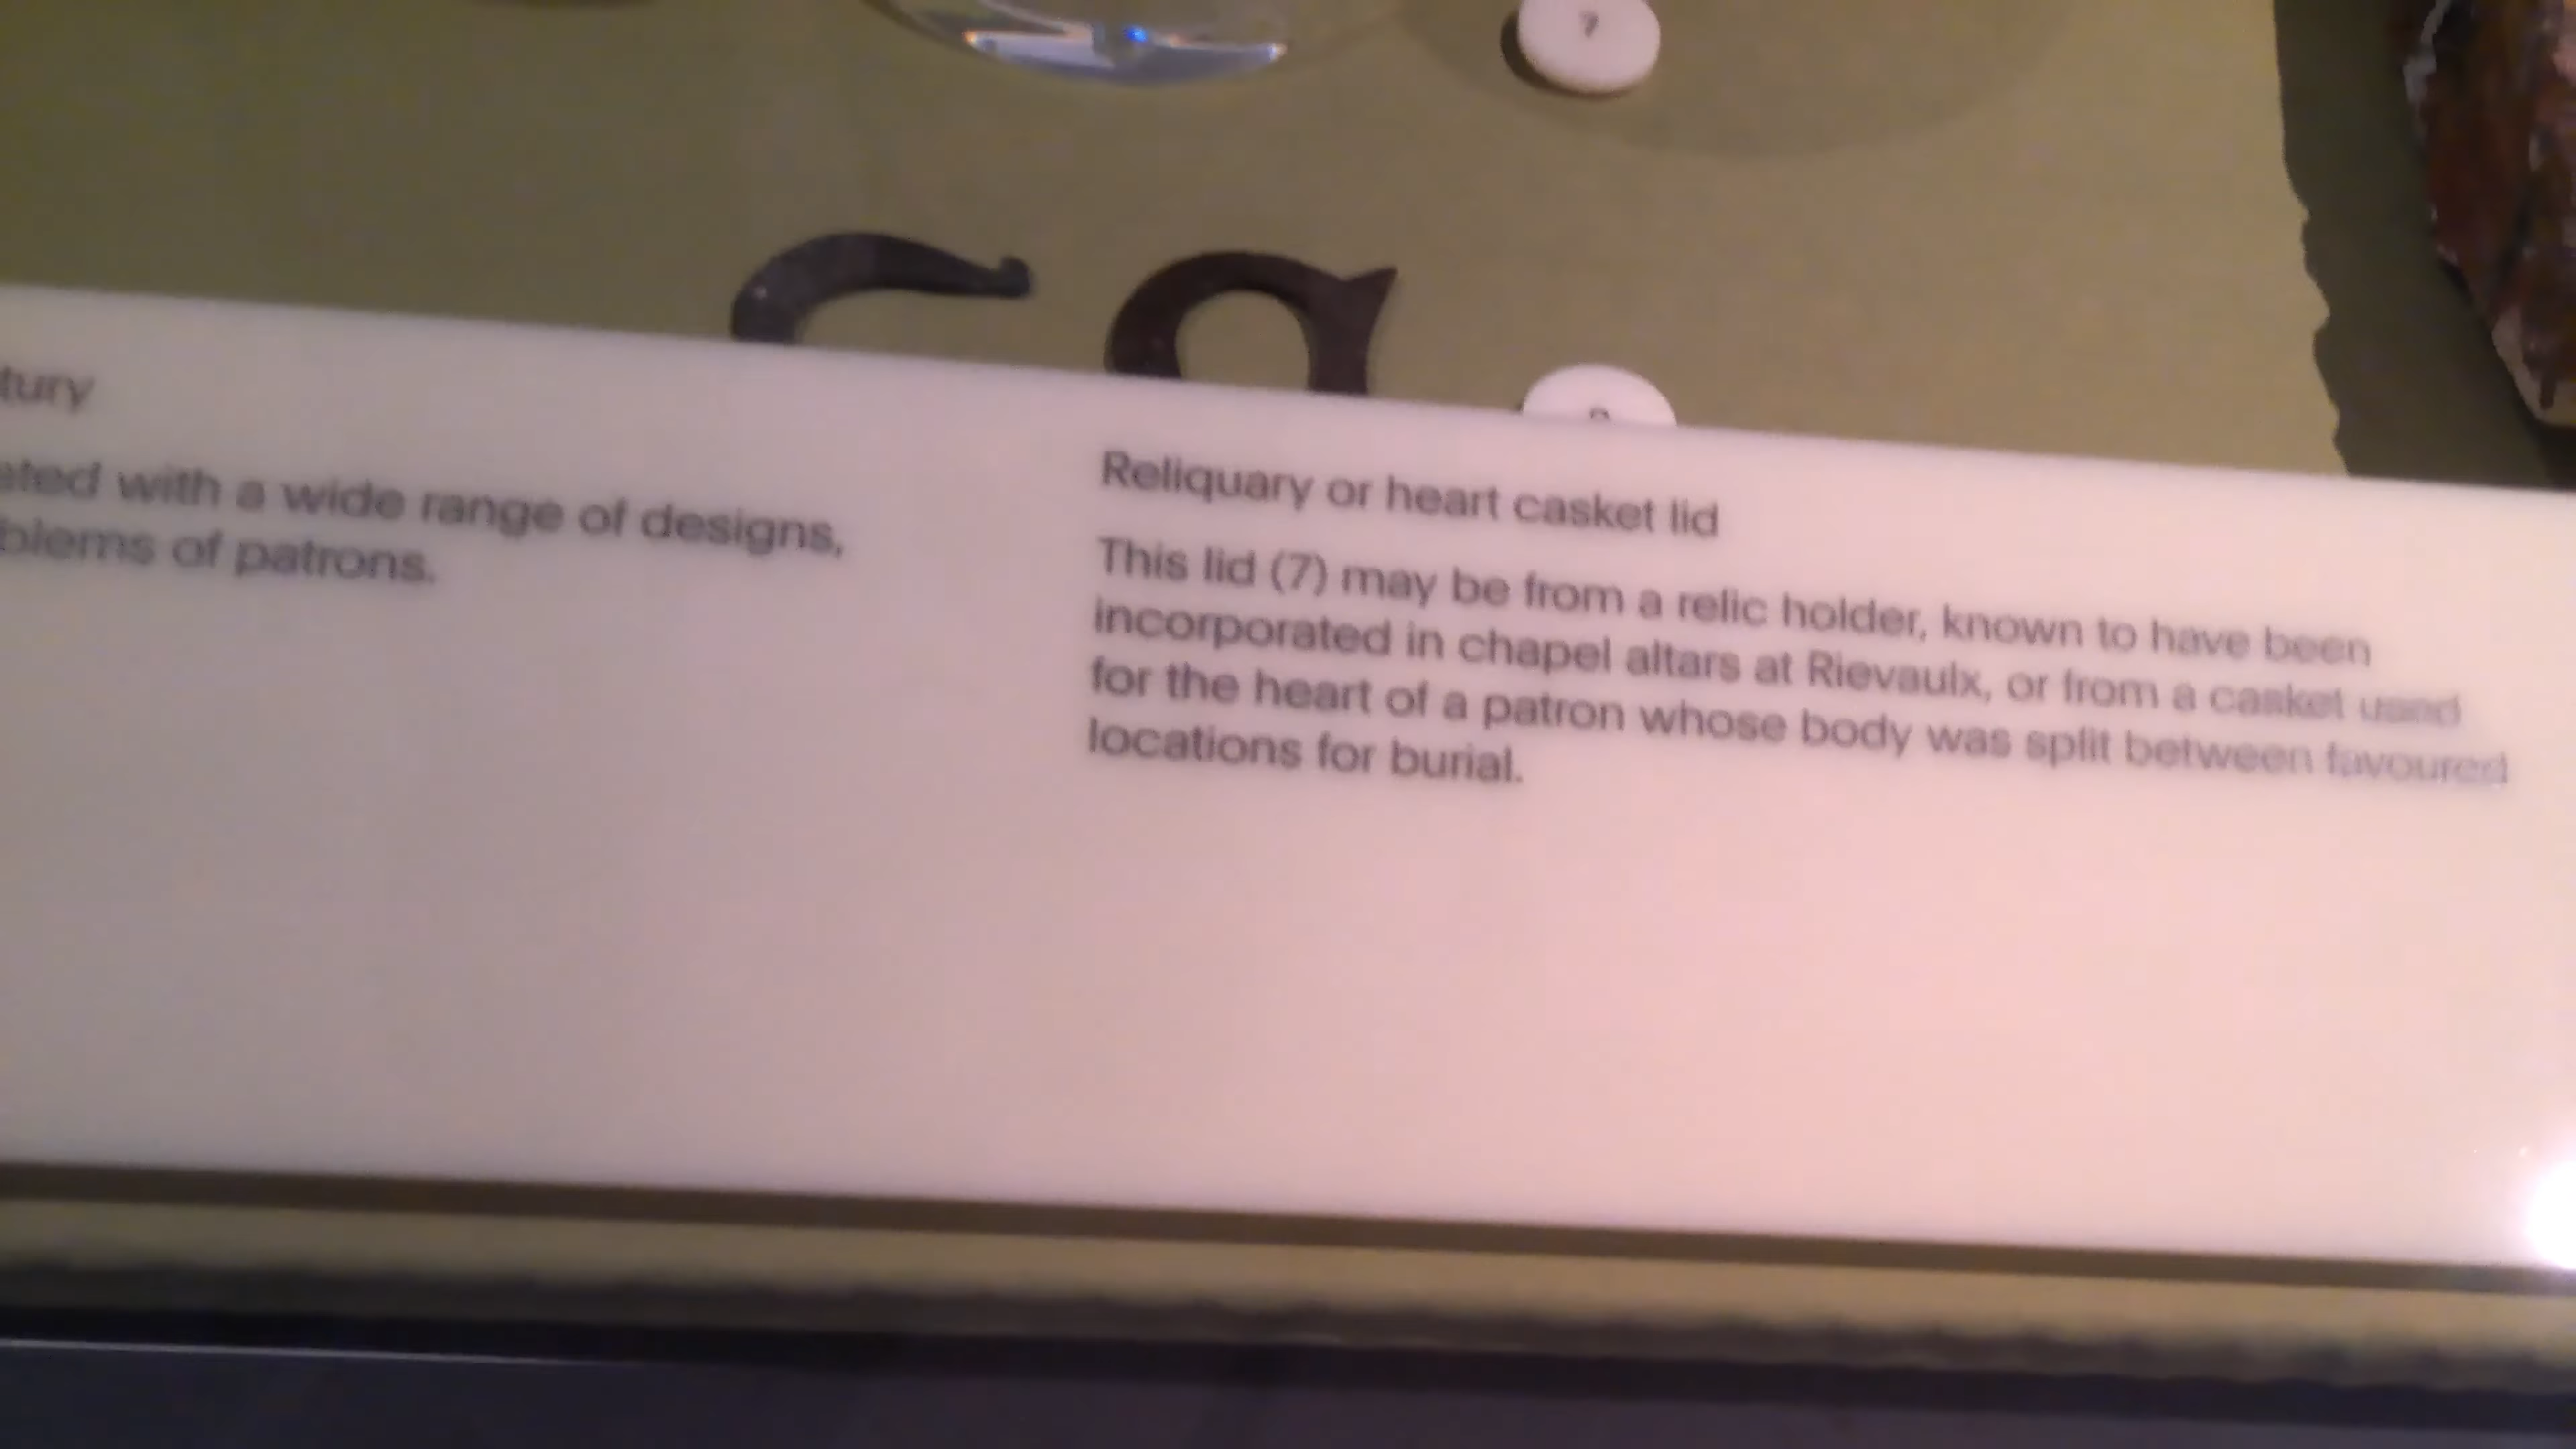 7
tury
ated with a wide range of designs,
blems of patrons.
Reliquary or heart casket lid
This lid (7) may be from a relic holder, known to have been
incorporated in chapel altars at Rievaulx, or from a casket used
for the heart of a patron whose body was split between favoured
locations for burial.